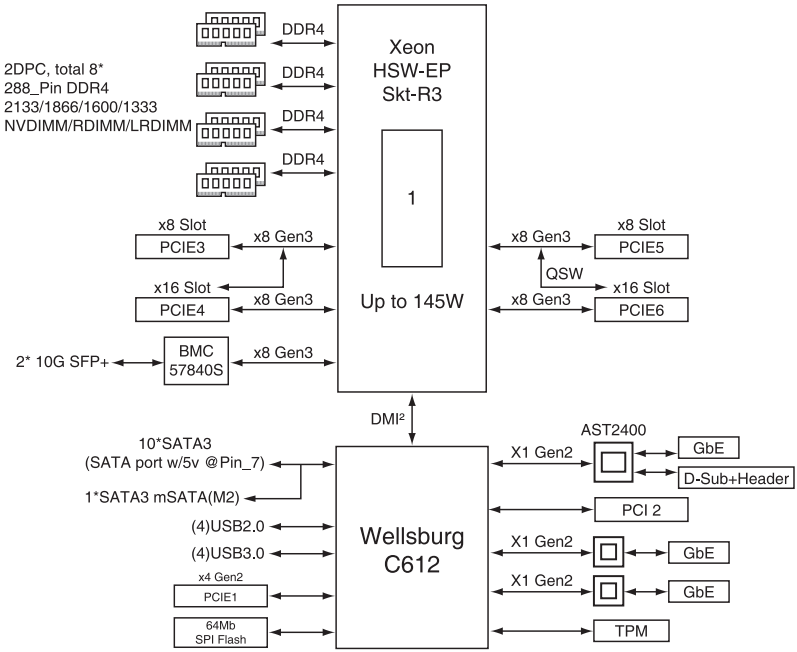 2DPC, total 8*
288_Pin DDR4
2133/1866/1600/1333
NVDIMM/RDIMM/LRDIMM
DDR4
DDR4
DDR4
DDR4
Xeon
HSW-EP
Skt-R3
1
Up to 145W
x8 Slot
PCIE3
x8 Gen3
x16 Slot
PCIE4
x8 Gen3
2* 10G SFP+
BMC
57840S
x8 Gen3
x8 Gen3
x8 Slot
PCIE5
QSW
x8 Gen3
x16 Slot
PCIE6
DMI²
10*SATA3
(SATA port w/5v @Pin_7)
1*SATA3 mSATA(M2)
(4)USB2.0
(4)USB3.0
x4 Gen2
PCIE1
64Mb
SPI Flash
Wellsburg
C612
X1 Gen2
AST2400
GbE
D-Sub+Header
PCI 2
X1 Gen2
GbE
X1 Gen2
GbE
TPM